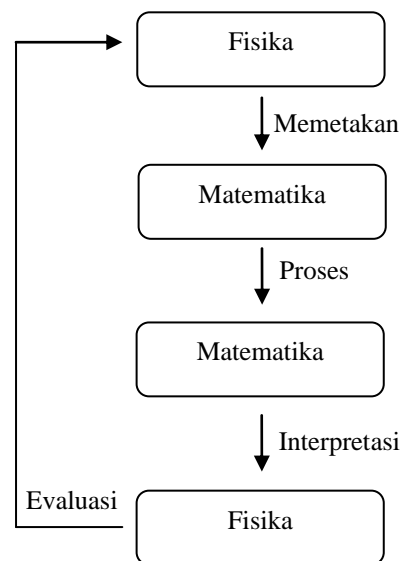 Fisika
Memetakan
Matematika
Proses
Matematika
Interpretasi
Evaluasi
Fisika